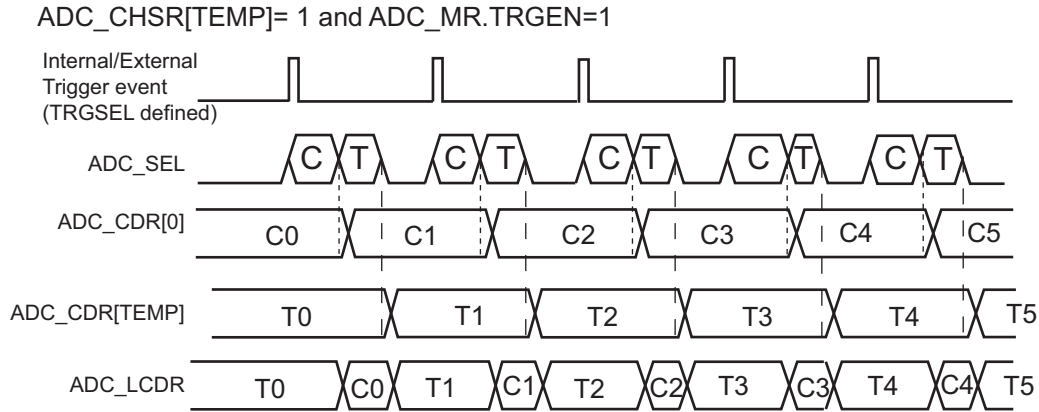 ADC_CHSR[TEMP]= 1 and ADC_MR.TRGEN=1
Internal/External
Trigger event
(TRGSEL defined)
ADC_SEL C T C T C T C T C T
ADC_CDR[0] C0 C1 C2 C3 C4 C5
ADC_CDR[TEMP] T0 T1 T2 T3 T4 T5
ADC_LCDR T0 C0 T1 C1 T2 C2 T3 C3 T4 C4 T5